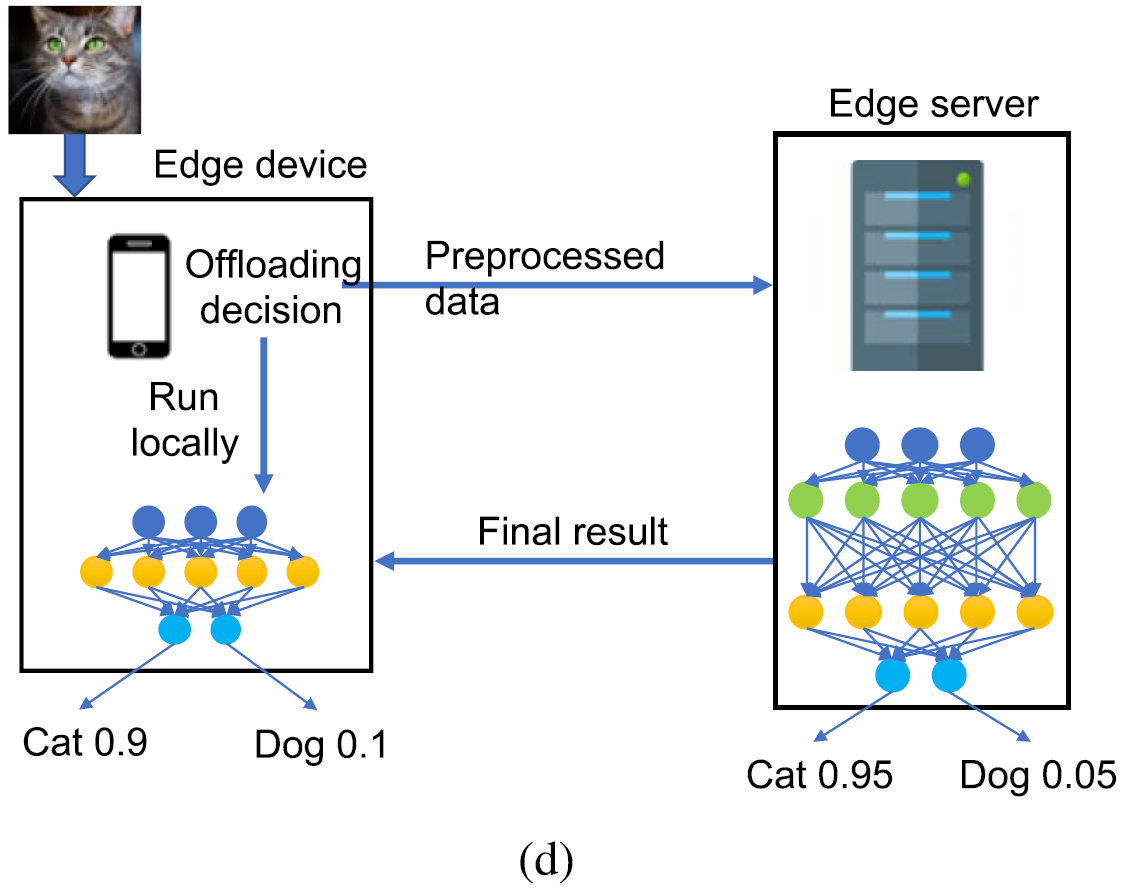 Edge server
Edge device
Offloading
decision
Preprocessed
data
Run
locally
Final result
Cat 0.9
Dog 0.1
Cat 0.95
Dog 0.05
(d)